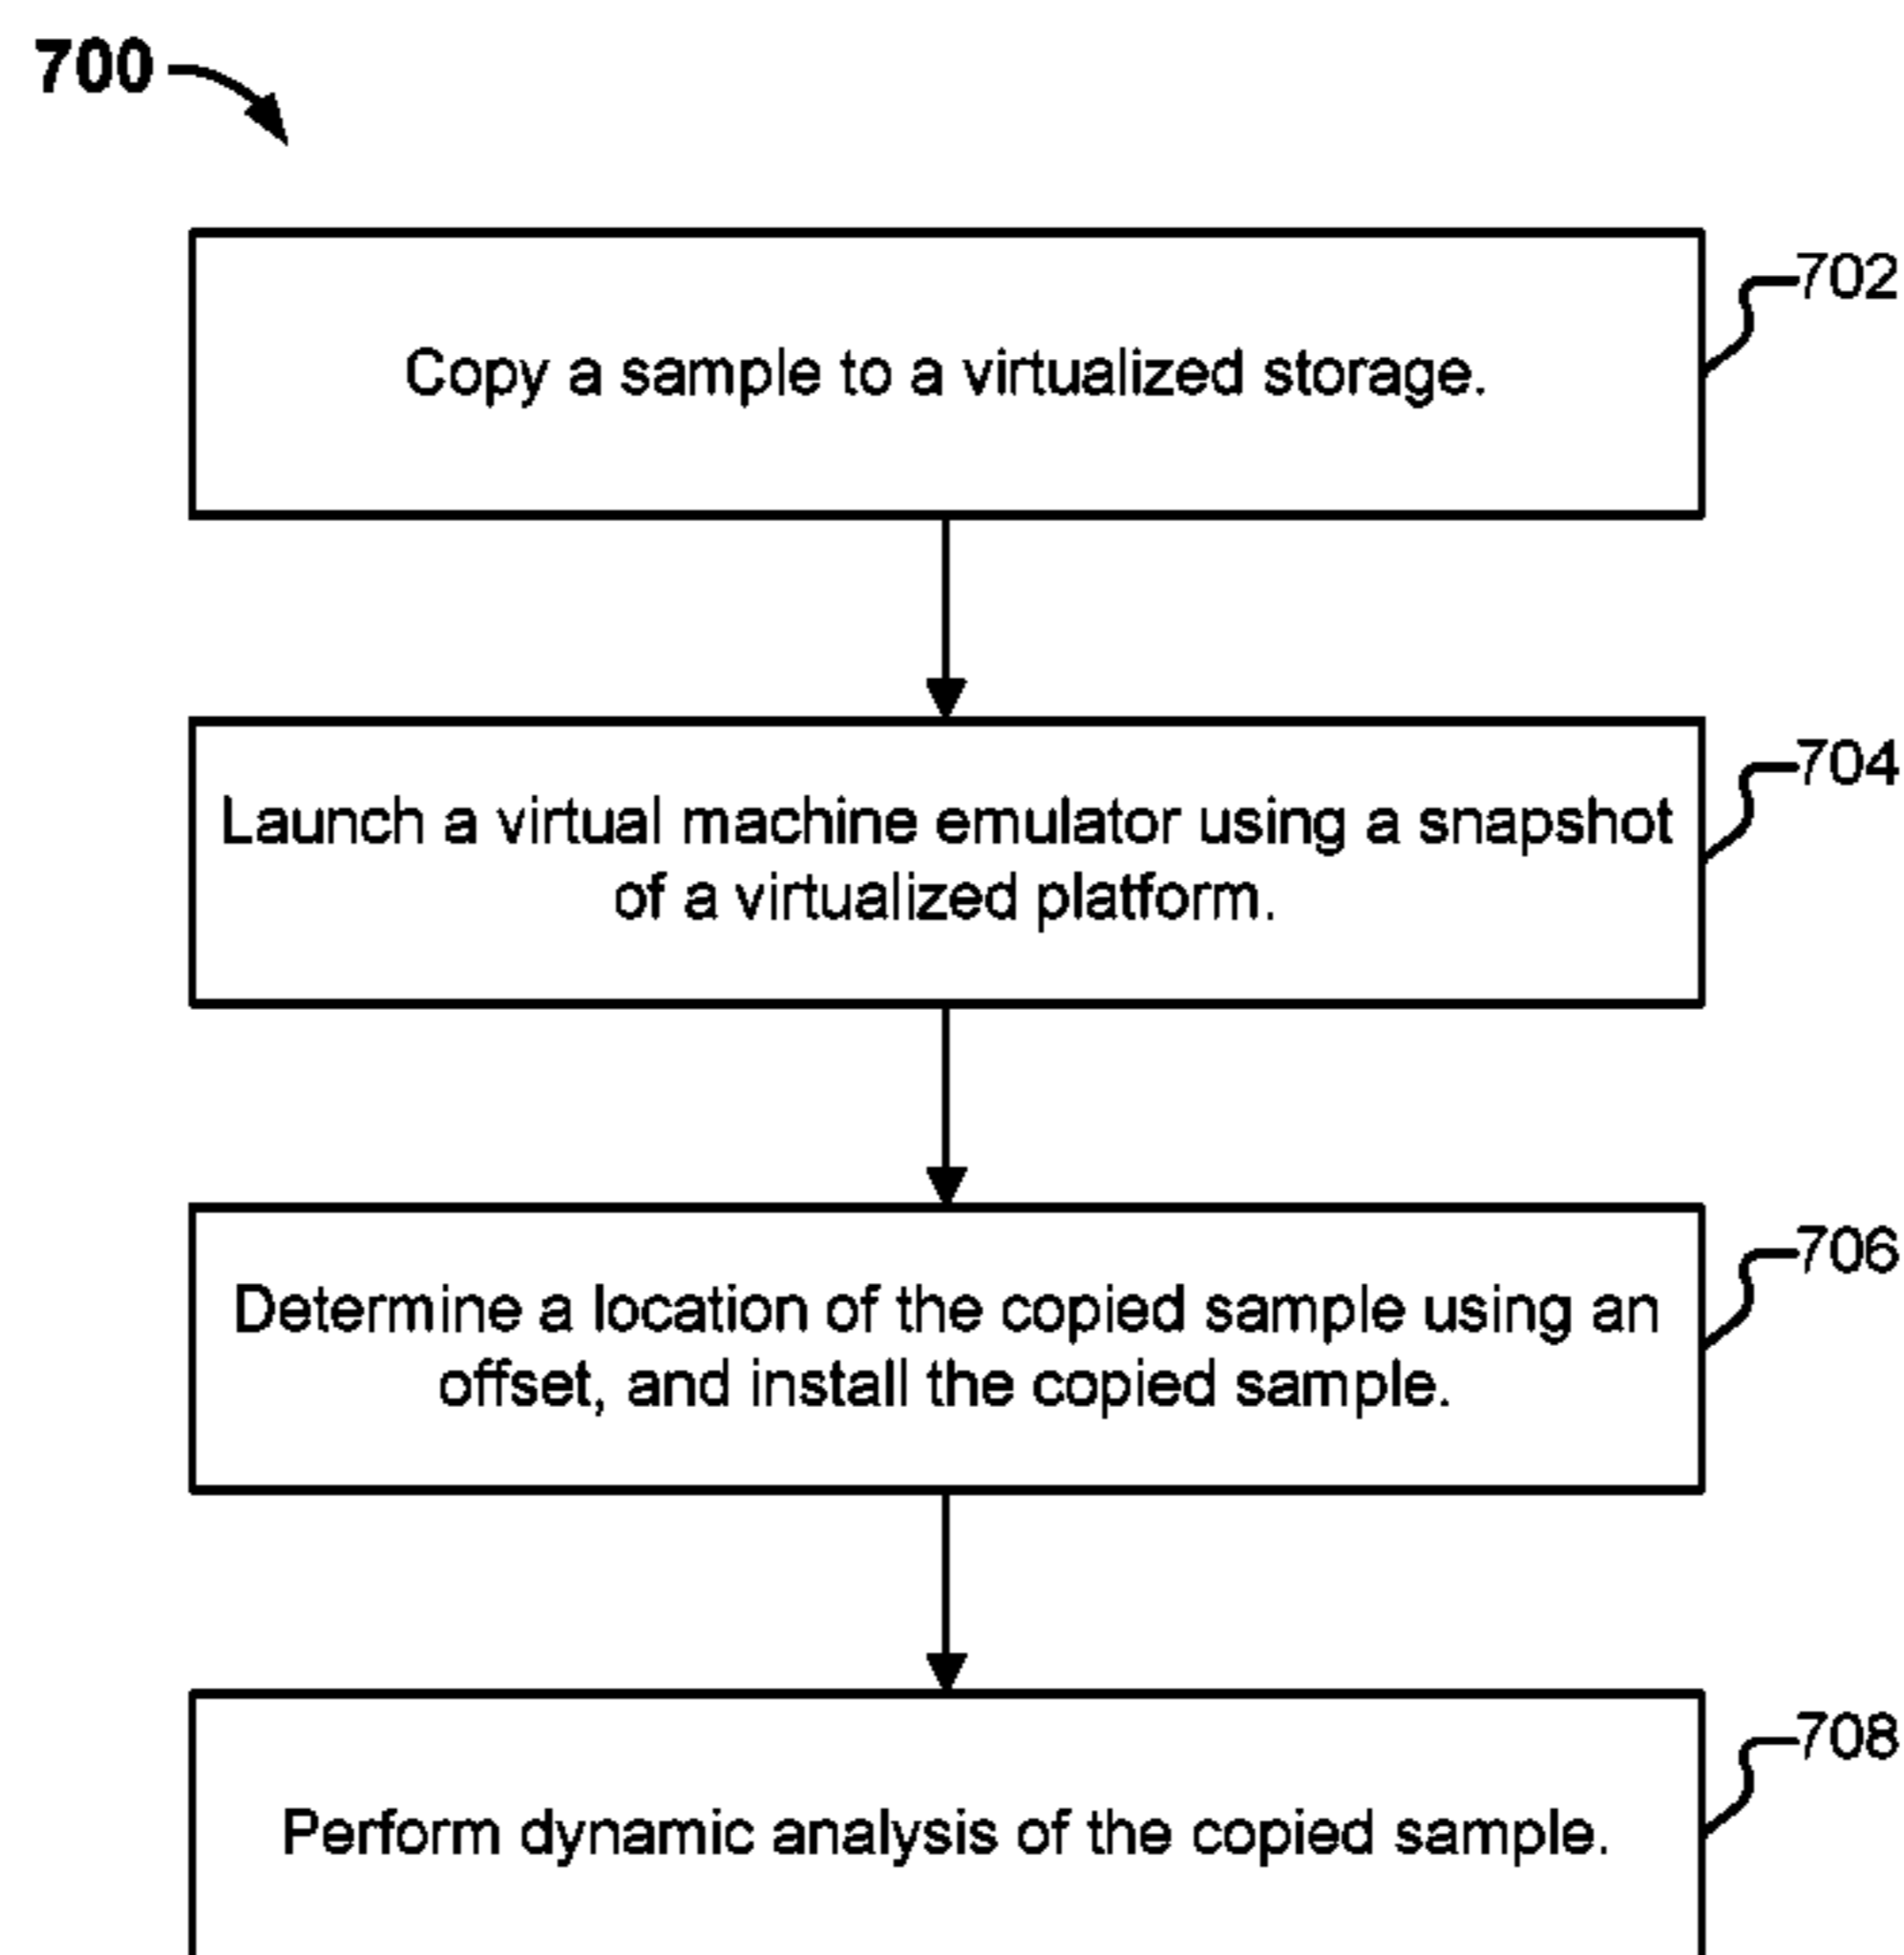 700
702
Copy a sample to a virtualized storage.
704
Launch a virtual machine emulator using a snapshot
of a virtualized platform.
706
Determine a location of the copied sample using an
offset, and install the copied sample.
708
Perform dynamic analysis of the copied sample.